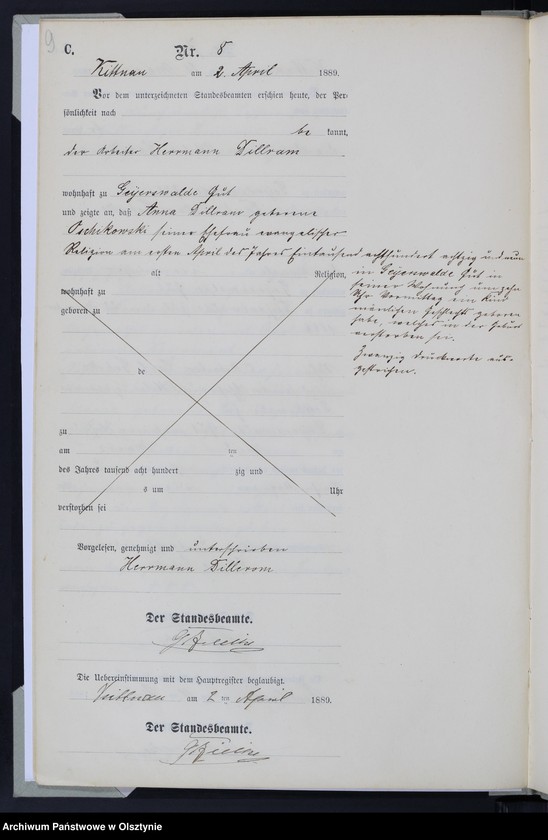 9
C.
Nr. 8
Kittnau am 2. April 1889.
Vor dem unterzeichneten Standesbeamten erschien heute, der Per-
sönlichkeit nach
be kannt,
der Arbeiter Herrmann Dillram
wohnhaft zu Geyerswalde Gut
und zeigte an, daß Anna Dillram geborene
seiner Ehefrau evangelischer
Religion am ersten April des Jahres Eintausend achthundert achtzig und neun
in Geyerswalde Gut in
seiner Wohnung um zehn
Uhr Vormittag ein Kind
männlichen Geschlechts geboren
habe, welches in der Geburt
verstorben sei.
Zwanzig Druckworte aus-
gestrichen.
alt Religion,
wohnhaft zu
geboren zu
de
zu
am ten
des Jahres tausend acht hundert zig und
s um Uhr
verstorben sei
Vorgelesen, genehmigt und unterschrieben
Herrmann
Der Standesbeamte.
Die Uebereinstimmung mit dem Hauptregister beglaubigt.
Kittnau am 2 ten April 1889.
Der Standesbeamte.
Archiwum Państwowe w Olsztynie